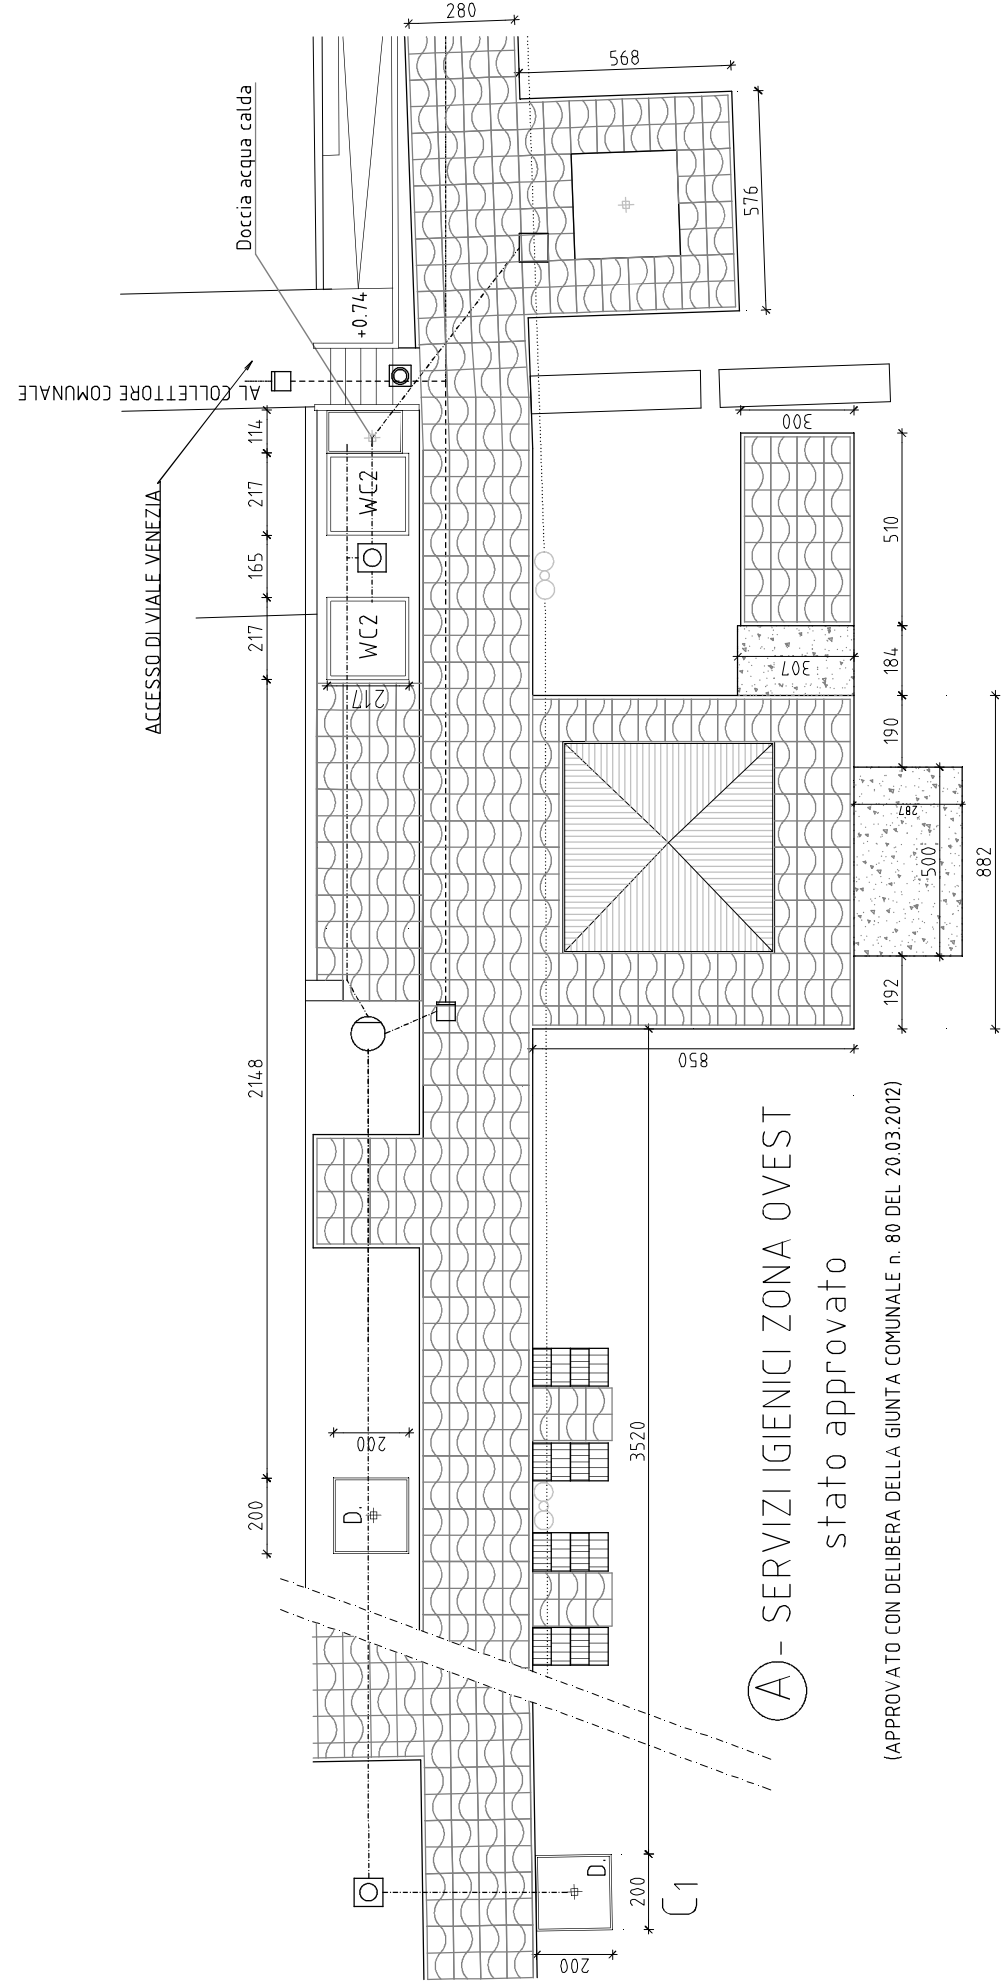 280
568
576
Doccia acqua calda
+0.74
AL COLLETTORE COMUNALE
ACCESSO DI VIALE VENEZIA
114
217
165
217
WC2
WC2
217
300
510
184
307
190
287
500
882
192
850
2148
200
200
D.
3520
A - SERVIZI IGIENICI ZONA OVEST
stato approvato
(APPROVATO CON DELIBERA DELLA GIUNTA COMUNALE n. 80 DEL 20.03.2012)
D.
200
C1
200